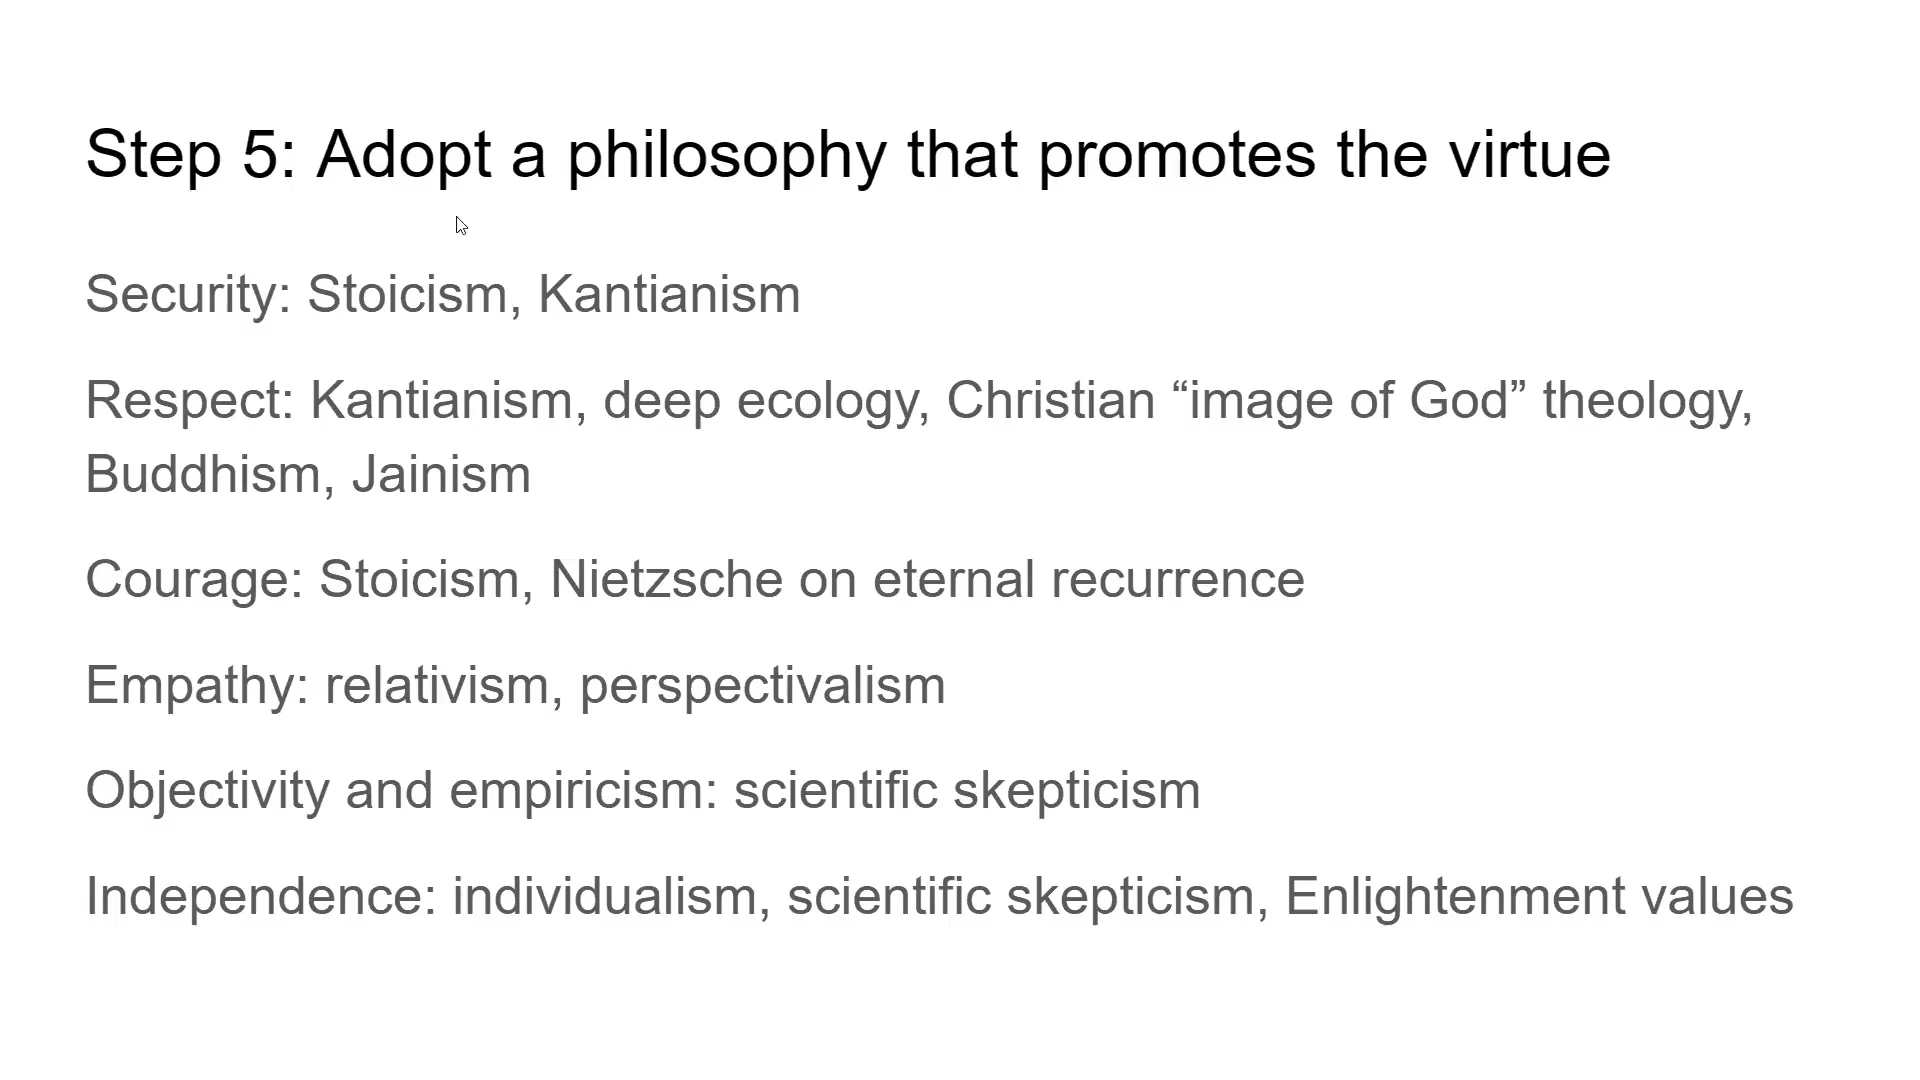 Step 5: Adopt a philosophy that promotes the virtue
Security: Stoicism, Kantianism
Respect: Kantianism, deep ecology, Christian “image of God” theology,
Buddhism, Jainism
Courage: Stoicism, Nietzsche on eternal recurrence
Empathy: relativism, perspectivalism
Objectivity and empiricism: scientific skepticism
Independence: individualism, scientific skepticism, Enlightenment values